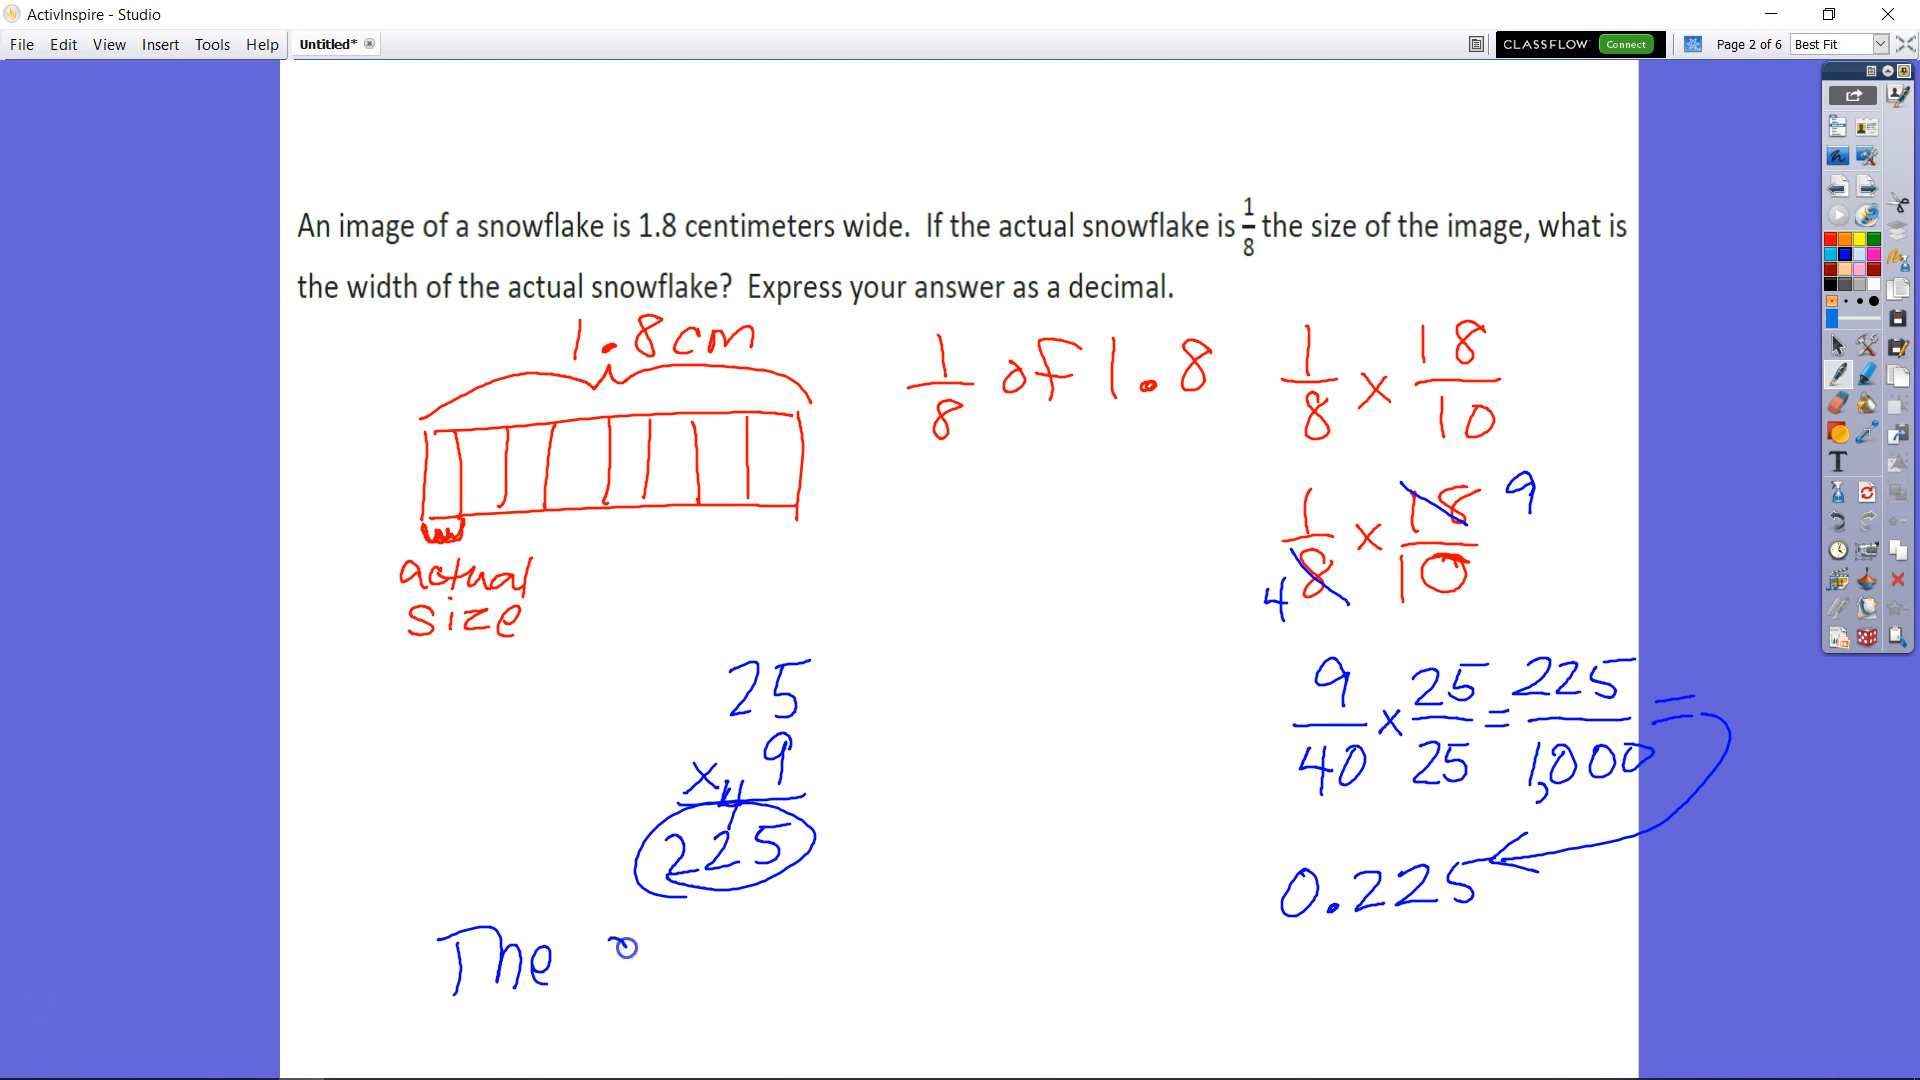 ActivInspire - Studio
File Edit View Insert Tools Help Untitled*
CLASSFLOW Connect Page 2 of 6 Best Fit
An image of a snowflake is 1.8 centimeters wide. If the actual snowflake is 1/8 the size of the image, what is
the width of the actual snowflake? Express your answer as a decimal.
1.8 cm
actual
size
1/8 of 1.8
1/8 x 18/10
1/8 x 18/10 9
4
9/40 x 25/25 = 225/1,000 =
0.225
25
x 9
225
The